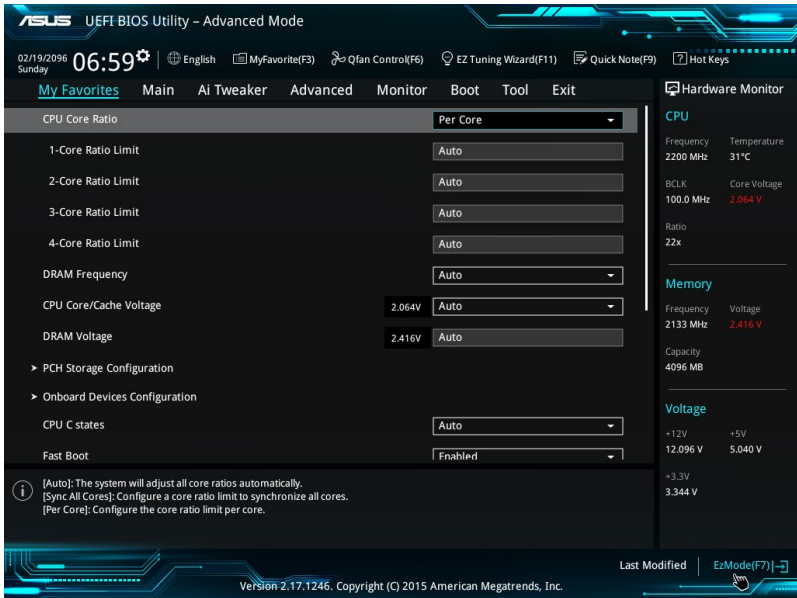 ASUS UEFI BIOS Utility – Advanced Mode
02/19/2096
Sunday
06:59
English
MyFavorite(F3)
Qfan Control(F6)
EZ Tuning Wizard(F11)
Quick Note(F9)
? Hot Keys
My Favorites Main Ai Tweaker Advanced Monitor Boot Tool Exit
Hardware Monitor
CPU Core Ratio Per Core
1-Core Ratio Limit Auto
2-Core Ratio Limit Auto
3-Core Ratio Limit Auto
4-Core Ratio Limit Auto
DRAM Frequency Auto
CPU Core/Cache Voltage 2.064V Auto
DRAM Voltage 2.416V Auto
> PCH Storage Configuration
> Onboard Devices Configuration
CPU C states Auto
Fast Boot Enabled
CPU
Frequency Temperature
2200 MHz 31°C
BCLK Core Voltage
100.0 MHz 2.064 V
Ratio
22x
Memory
Frequency Voltage
2133 MHz 2.416 V
Capacity
4096 MB
Voltage
+12V +5V
12.096 V 5.040 V
+3.3V
3.344 V
[Auto]: The system will adjust all core ratios automatically.
[Sync All Cores]: Configure a core ratio limit to synchronize all cores.
[Per Core]: Configure the core ratio limit per core.
Last Modified
EzMode(F7)
Version 2.17.1246. Copyright (C) 2015 American Megatrends, Inc.